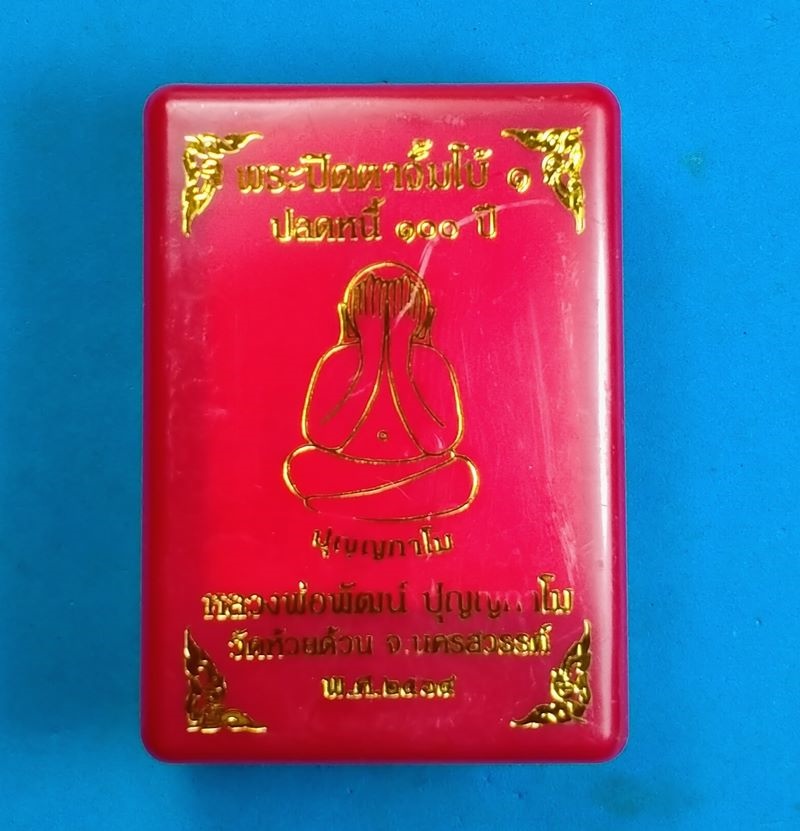 พระปิดตาจัมโบ้ ๑
ปลดหนี้ ๑๐๐ ปี
ปุญฺญกาโม
หลวงพ่อพัฒน์ ปุญฺญกาโม
วัดห้วยด้วน จ.นครสวรรค์
พ.ศ.๒๕๖๔